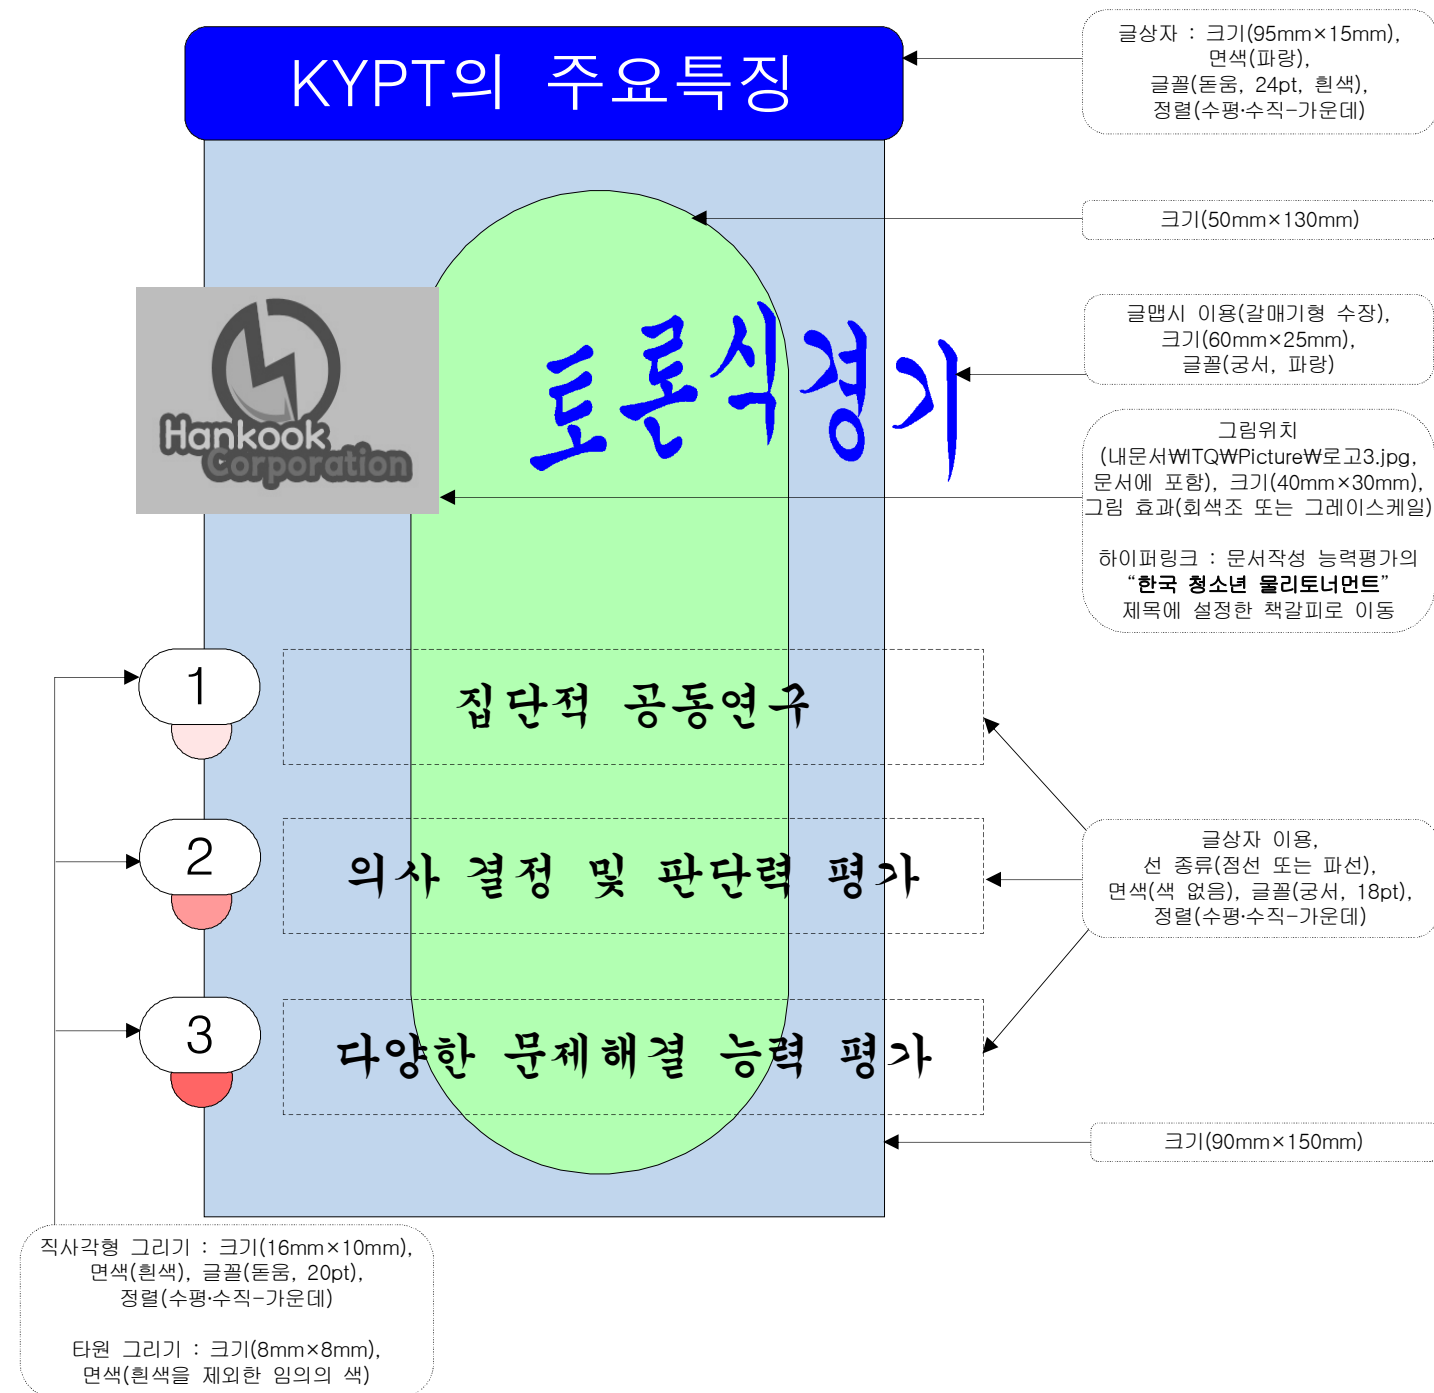 KYPT의 주요특징
글상자 : 크기(95mm×15mm),
면색(파랑),
글꼴(돋움, 24pt, 흰색),
정렬(수평·수직-가운데)
크기(50mm×130mm)
Hankook
Corporation
토론식경기
글맵시 이용(갈매기형 수장),
크기(60mm×25mm),
글꼴(궁서, 파랑)
그림위치
(내문서₩ITQ₩Picture₩로고3.jpg,
문서에 포함), 크기(40mm×30mm),
그림 효과(회색조 또는 그레이스케일)
하이퍼링크 : 문서작성 능력평가의
“한국 청소년 물리토너먼트”
제목에 설정한 책갈피로 이동
1
집단적 공동연구
2
의사 결정 및 판단력 평가
글상자 이용,
선 종류(점선 또는 파선),
면색(색 없음), 글꼴(궁서, 18pt),
정렬(수평·수직-가운데)
3
다양한 문제해결 능력 평가
크기(90mm×150mm)
직사각형 그리기 : 크기(16mm×10mm),
면색(흰색), 글꼴(돋움, 20pt),
정렬(수평·수직-가운데)
타원 그리기 : 크기(8mm×8mm),
면색(흰색을 제외한 임의의 색)